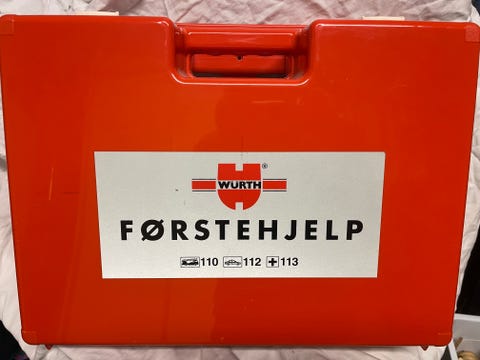 ®
WÜRTH
FØRSTEHJELP
110 112 113